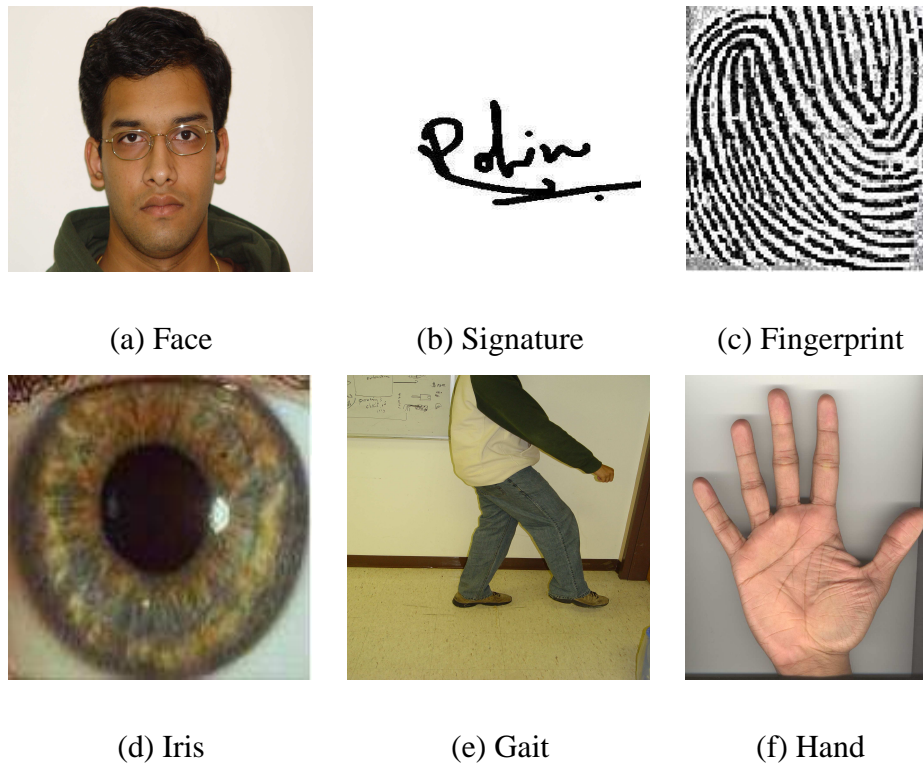 (a) Face
(b) Signature
(c) Fingerprint
(d) Iris
(e) Gait
(f) Hand